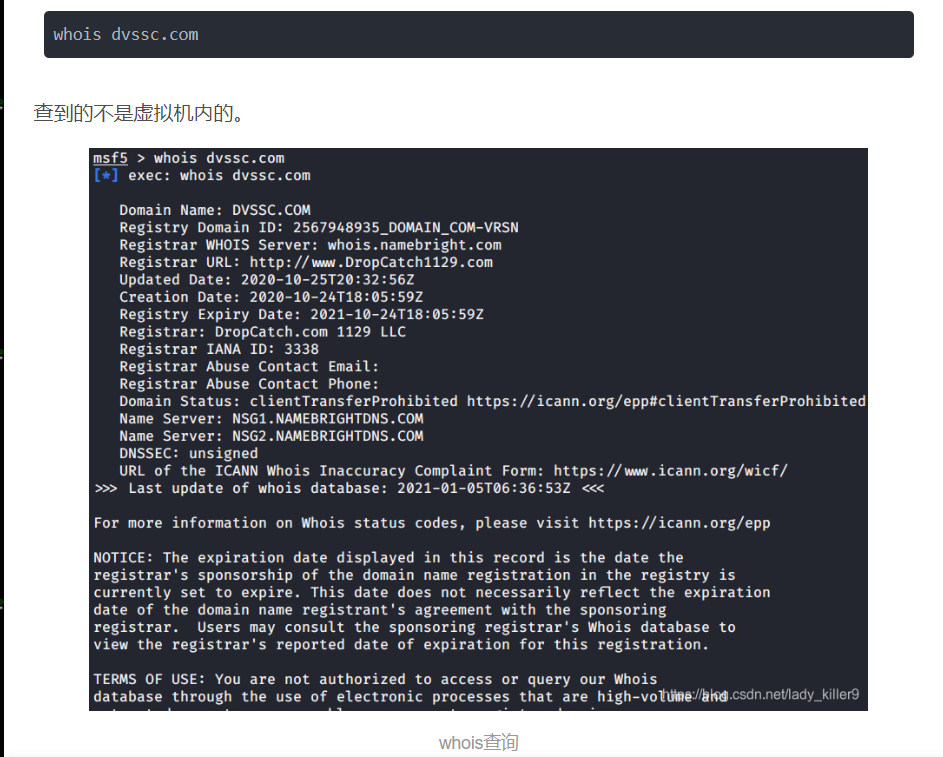 whois dvssc.com
查到的不是虚拟机内的。
msf5 > whois dvssc.com
[*] exec: whois dvssc.com
Domain Name: DVSSC.COM
Registry Domain ID: 2567948935_DOMAIN_COM-VRSN
Registrar WHOIS Server: whois.namebright.com
Registrar URL: http://www.DropCatch1129.com
Updated Date: 2020-10-25T20:32:56Z
Creation Date: 2020-10-24T18:05:59Z
Registry Expiry Date: 2021-10-24T18:05:59Z
Registrar: DropCatch.com 1129 LLC
Registrar IANA ID: 3338
Registrar Abuse Contact Email:
Registrar Abuse Contact Phone:
Domain Status: clientTransferProhibited https://icann.org/epp#clientTransferProhibited
Name Server: NSG1.NAMEBRIGHTDNS.COM
Name Server: NSG2.NAMEBRIGHTDNS.COM
DNSSEC: unsigned
URL of the ICANN Whois Inaccuracy Complaint Form: https://www.icann.org/wicf/
>>> Last update of whois database: 2021-01-05T06:36:53Z <<<
For more information on Whois status codes, please visit https://icann.org/epp
NOTICE: The expiration date displayed in this record is the date the
registrar's sponsorship of the domain name registration in the registry is
currently set to expire. This date does not necessarily reflect the expiration
date of the domain name registrant's agreement with the sponsoring
registrar.  Users may consult the sponsoring registrar's Whois database to
view the registrar's reported date of expiration for this registration.
TERMS OF USE: You are not authorized to access or query our Whois
database through the use of electronic processes that are high-volume and
https://blog.csdn.net/lady_killer9
whois查询